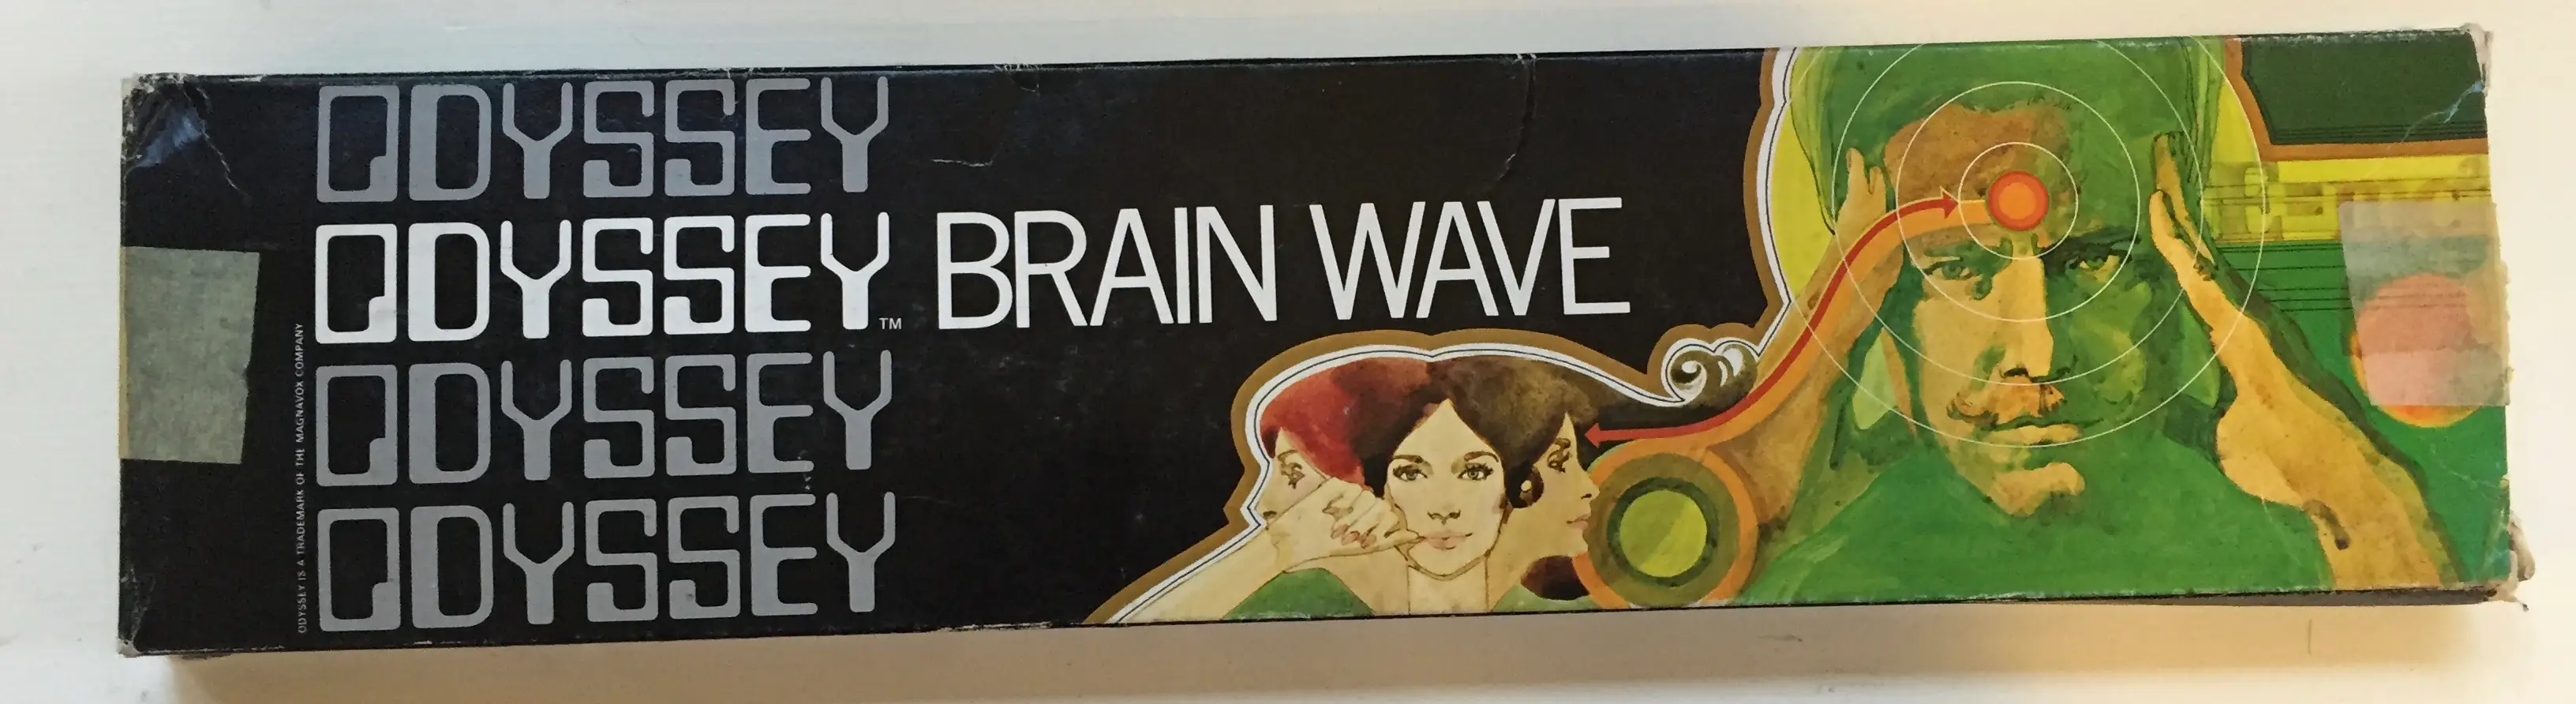 ODYSSEY
ODYSSEY™ BRAIN WAVE
ODYSSEY
ODYSSEY
ODYSSEY IS A TRADEMARK OF THE MAGNAVOX COMPANY